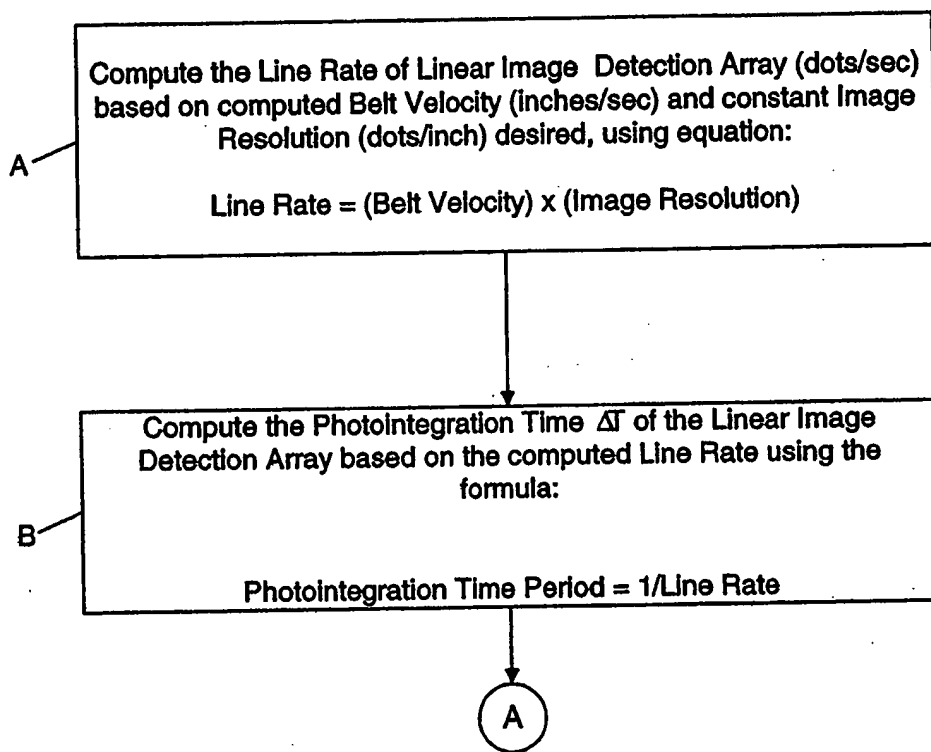 Compute the Line Rate of Linear Image Detection Array (dots/sec)
based on computed Belt Velocity (inches/sec) and constant Image
Resolution (dots/inch) desired, using equation:
A
Line Rate = (Belt Velocity) x (Image Resolution)
Compute the Photointegration Time ΔT of the Linear Image
Detection Array based on the computed Line Rate using the
formula:
B
Photointegration Time Period = 1/Line Rate
A